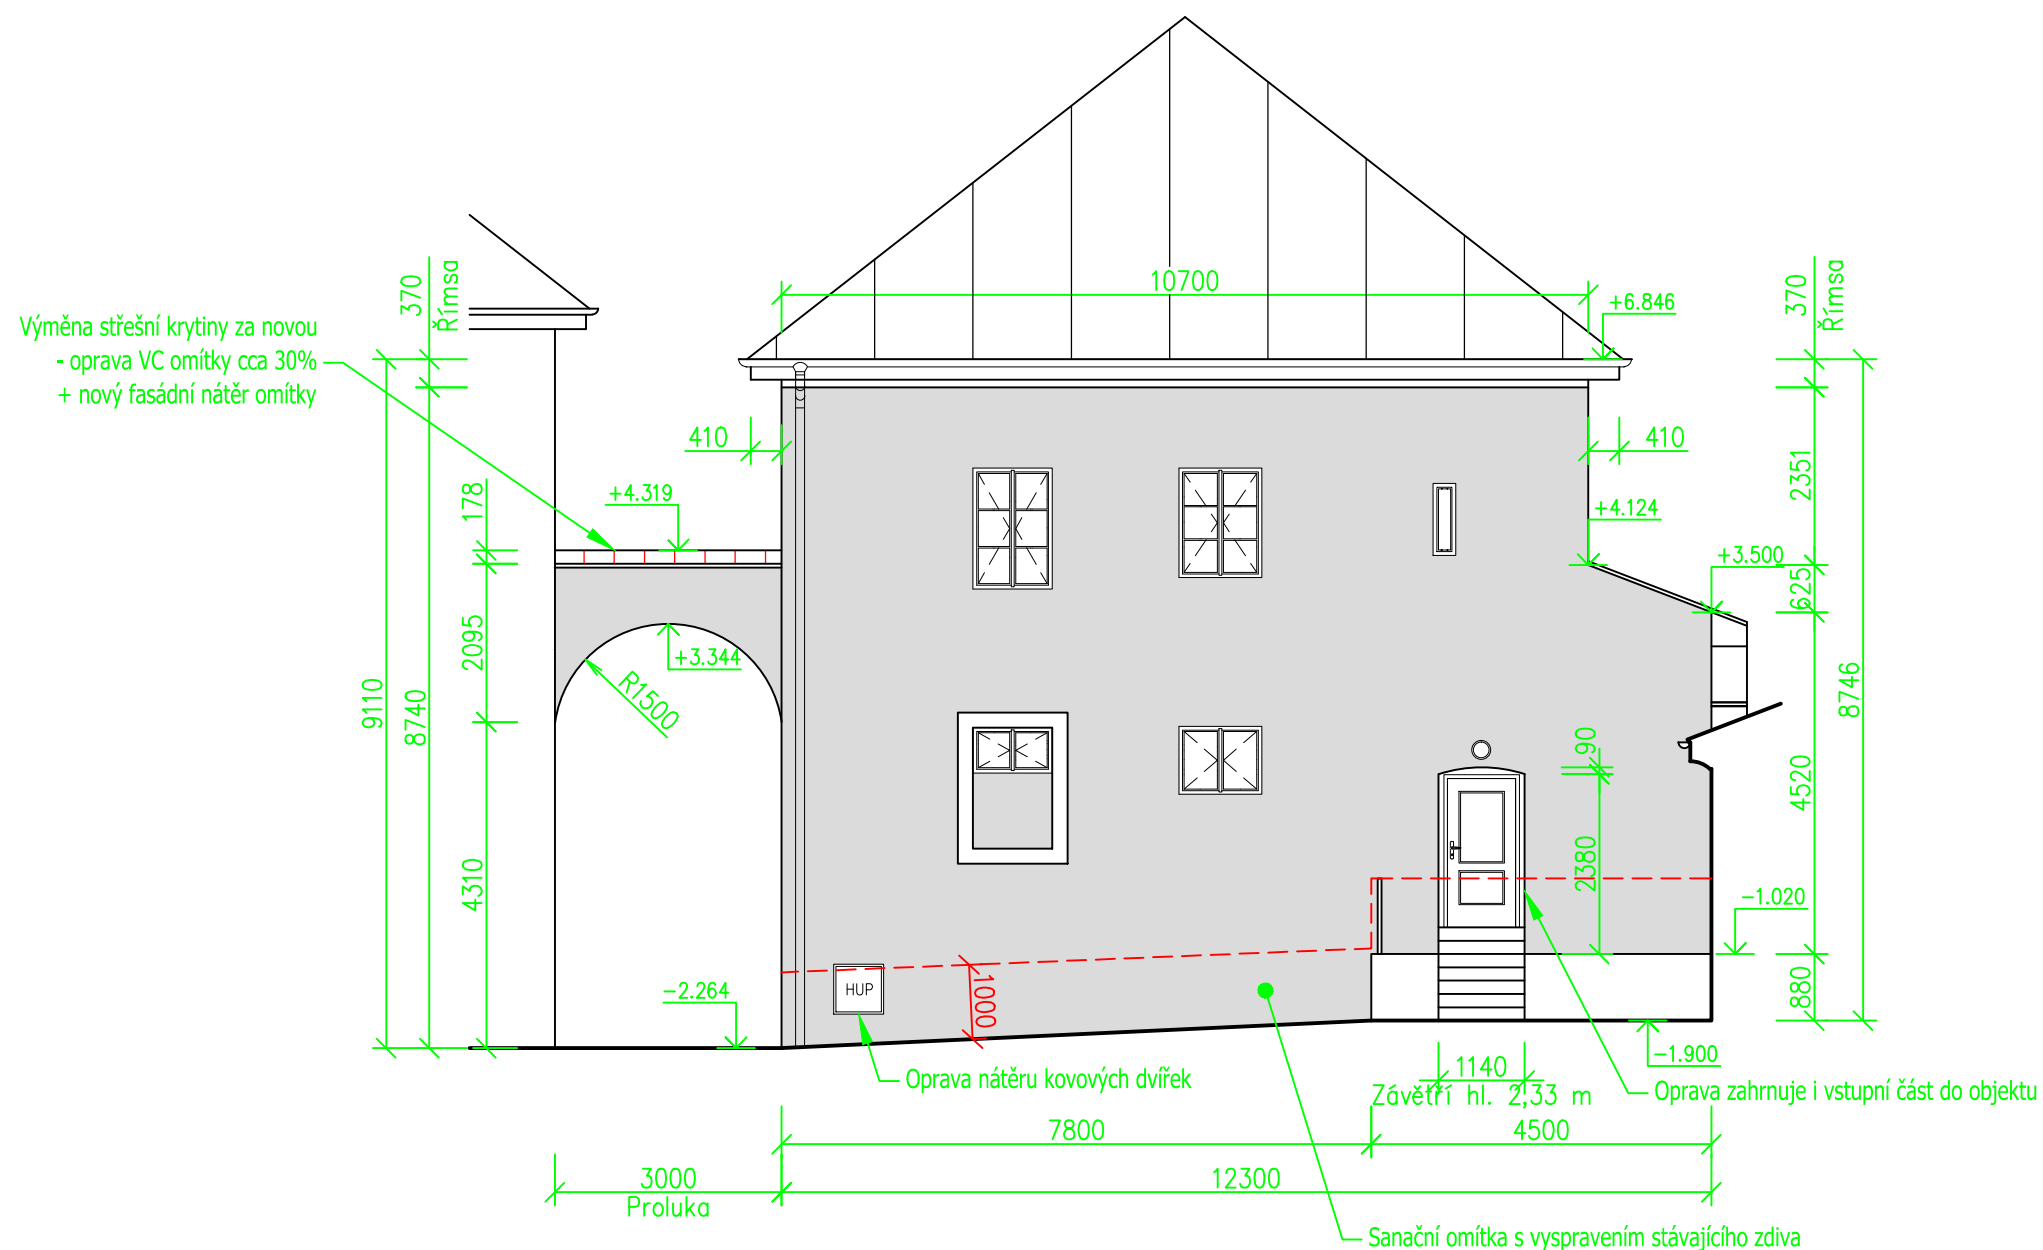 10700
370
Římsa
+6.846
370
Římsa
Výměna střešní krytiny za novou
- oprava VC omítky cca 30%
+ nový fasádní nátěr omítky
410
410
2351
178
+4.319
+4.124
+3.500
625
2095
+3.344
R1500
9110
8740
8746
90
4520
4310
2380
-1.020
HUP
1000
-2.264
880
-1.900
Oprava nátěru kovových dvířek
1140
Závětří hl. 2,33 m
Oprava zahrnuje i vstupní část do objektu
7800
4500
3000
Proluka
12300
Sanační omítka s vyspravením stávajícího zdiva